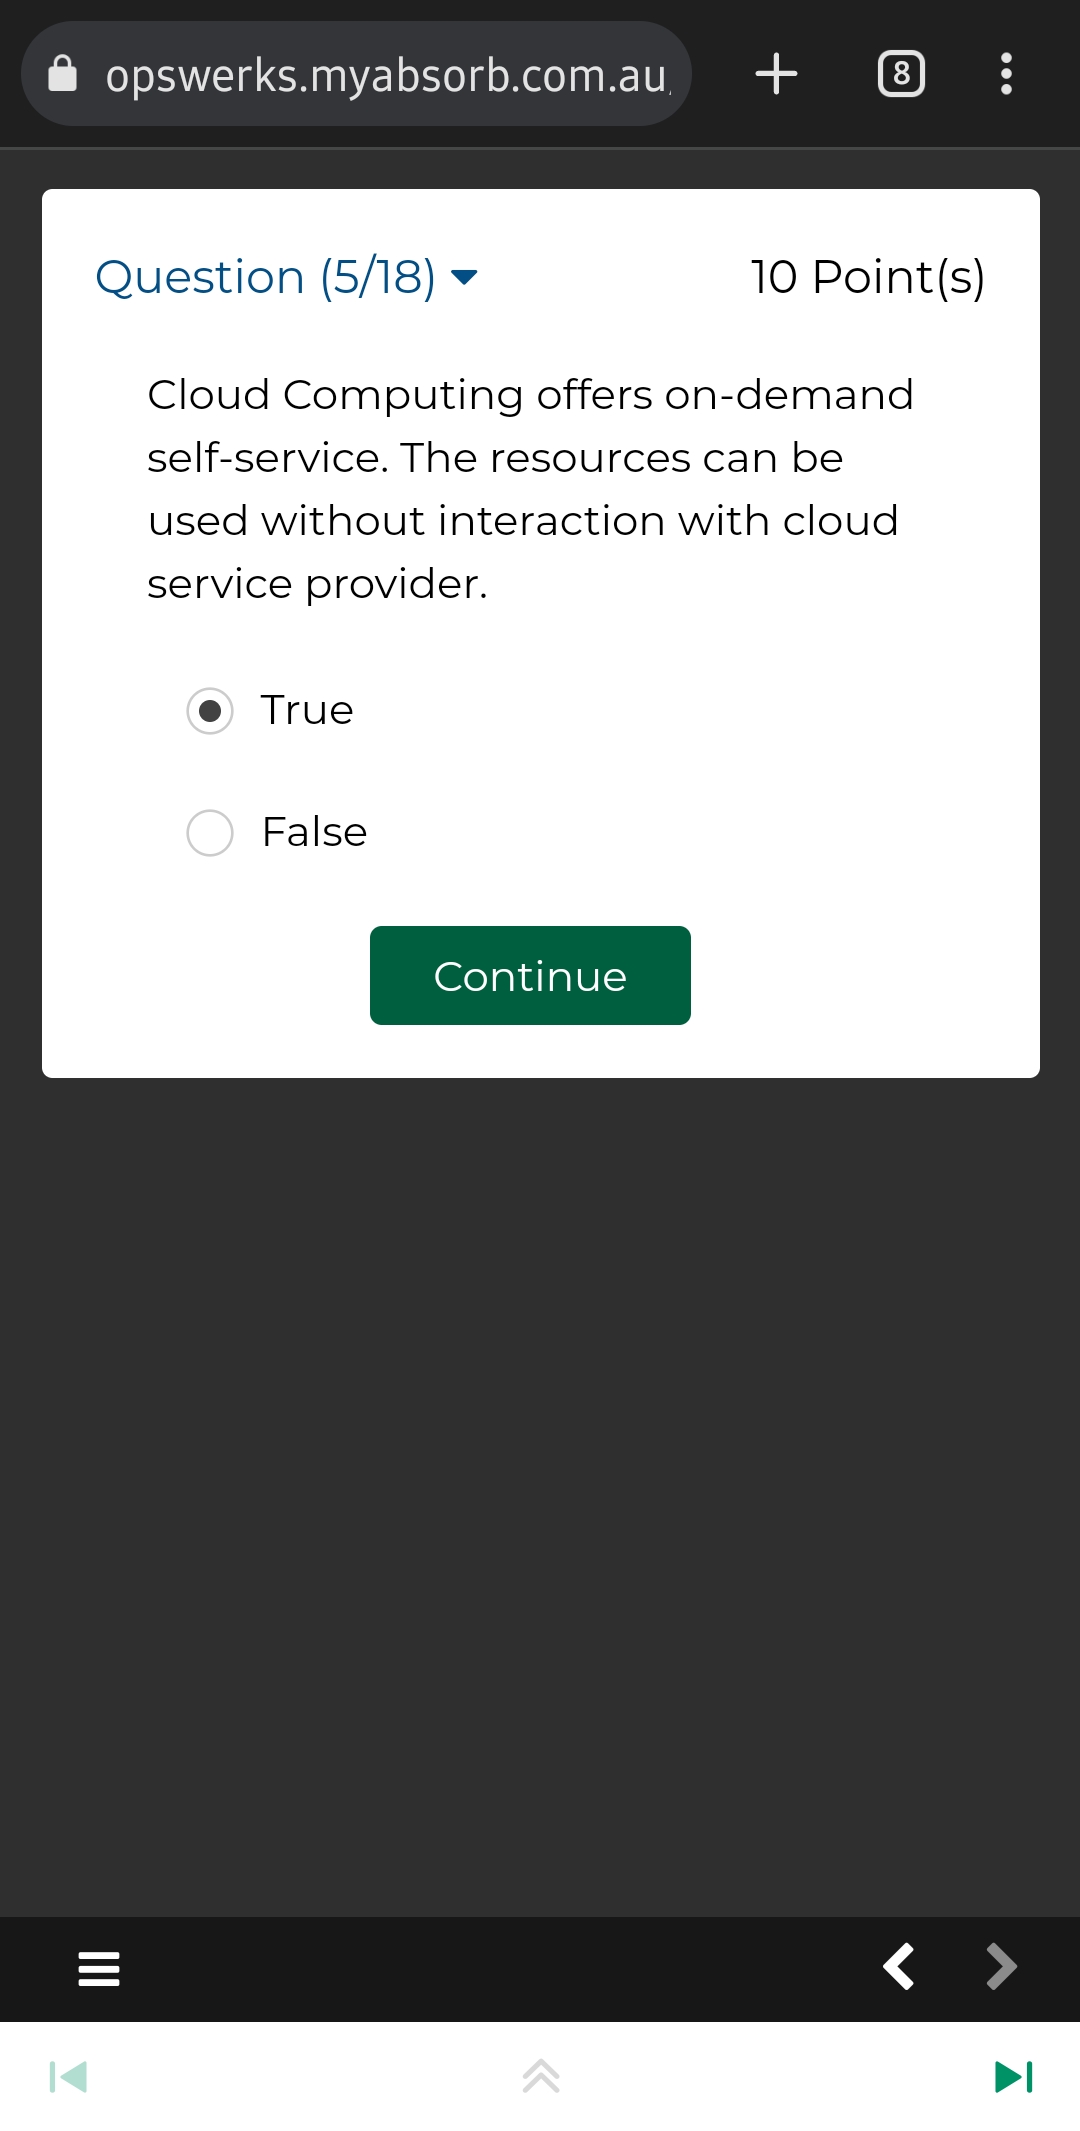 opswerks.myabsorb.com.au
8
Question (5/18)
10 Point(s)
Cloud Computing offers on-demand
self-service. The resources can be
used without interaction with cloud
service provider.
True
False
Continue